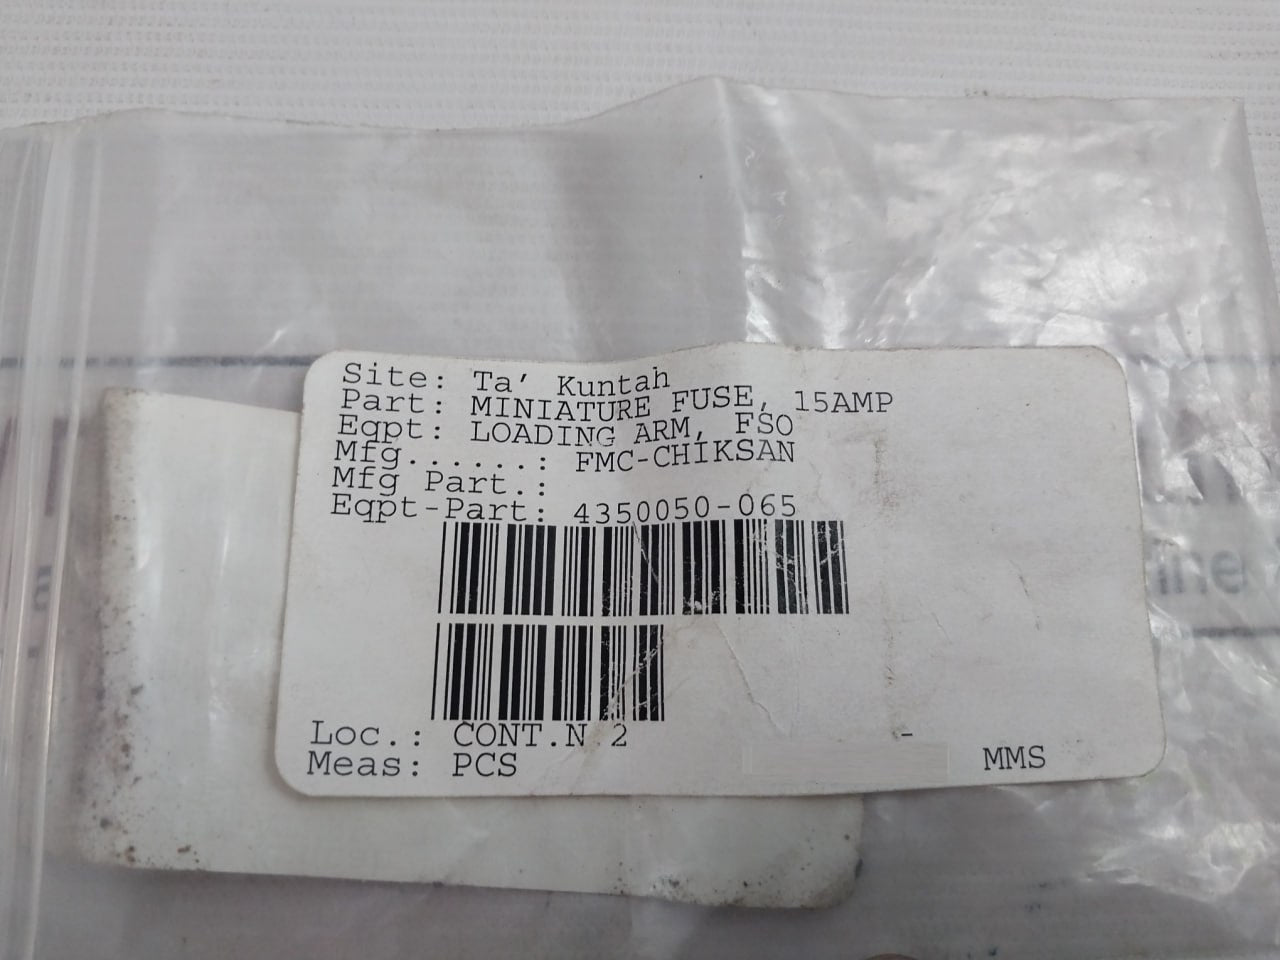 Site: Ta' Kuntah
Part: MINIATURE FUSE, 15AMP
Eqpt: LOADING ARM, FSO
Mfg......: FMC-CHIKSAN
Mfg Part.:
Eqpt-Part: 4350050-065
Loc.: CONT.N 2 -
Meas: PCS MMS